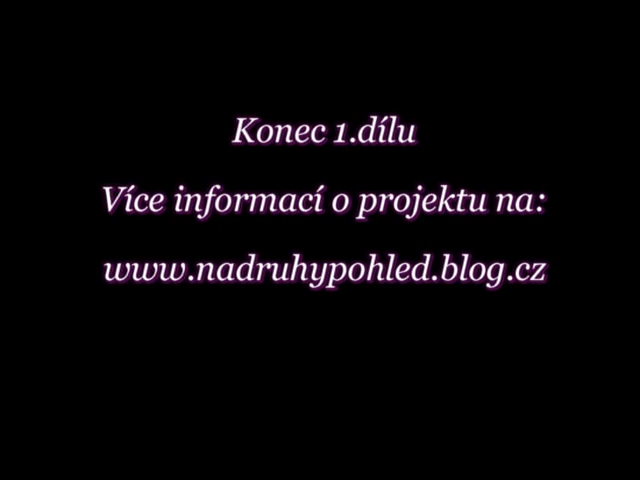 Konec 1.dílu
Více informací o projektu na:
www.nadruhypohled.blog.cz